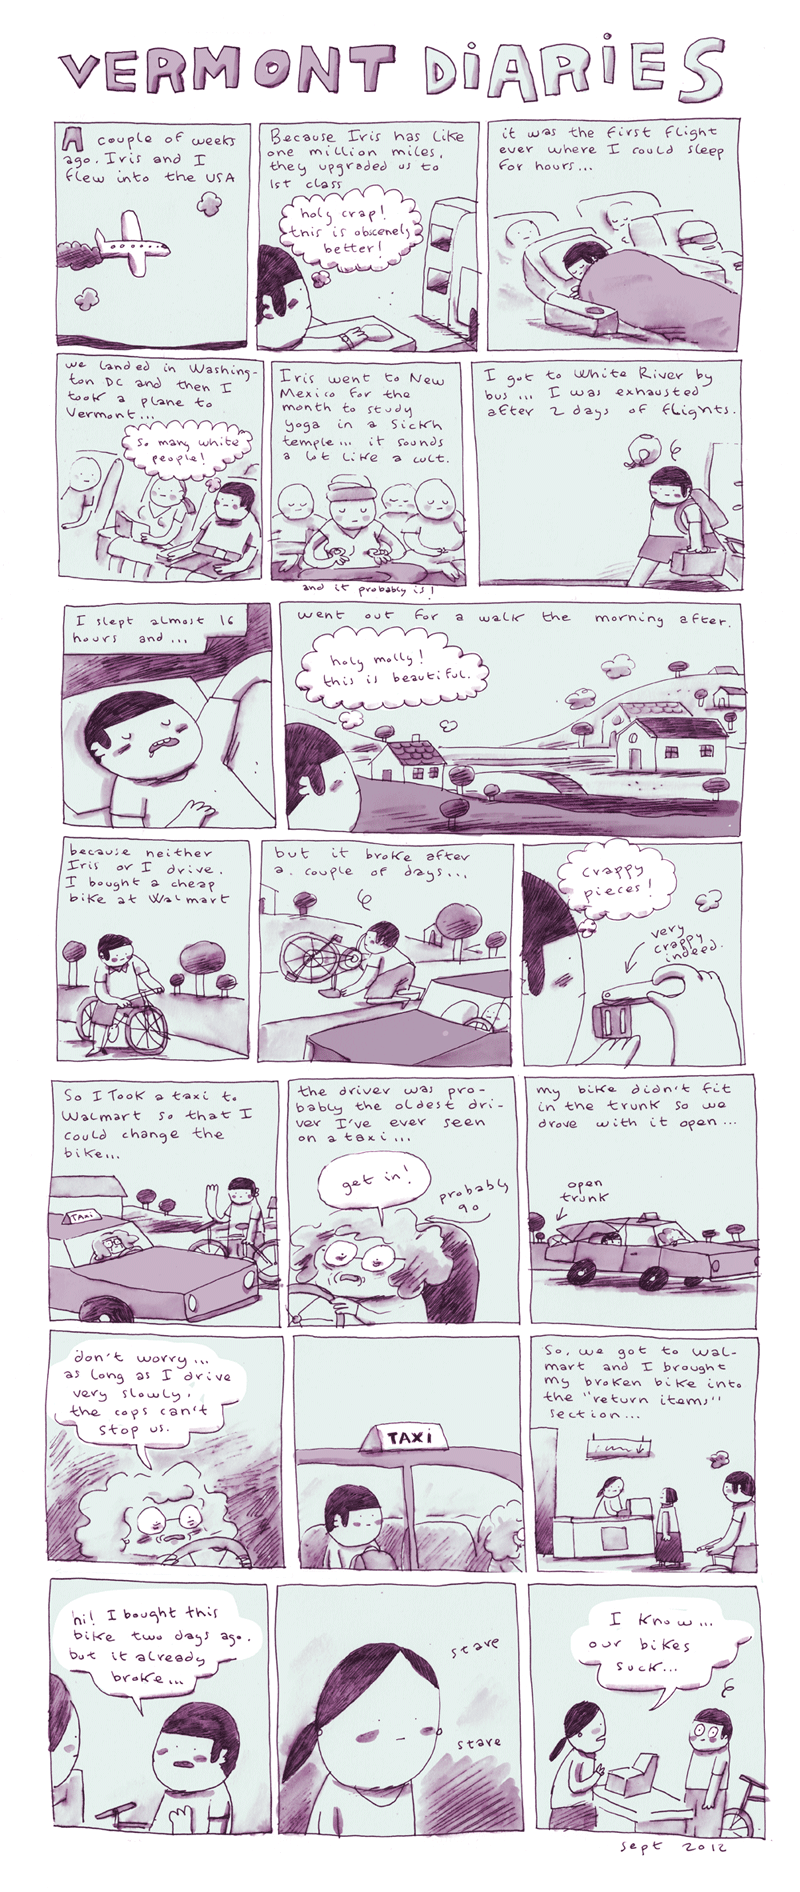 VERMONT DiARiES
A couple of weeks
ago. Iris and I
flew into the USA
Because Iris has like
one million miles,
they upgraded us to
1st class
holy crap!
this is obscenely
better!
it was the first flight
ever where I could sleep
for hours...
we landed in Washing-
ton DC and then I
took a plane to
Vermont...
so many white
people!
Iris went to New
Mexico for the
month to study
yoga in a Sickh
temple... it sounds
a lot like a cult.
and it probably is!
I got to White River by
bus... I was exhausted
after 2 days of flights.
I slept almost 16
hours and...
went out for a walk the morning after.
holy molly!
this is beautiful.
because neither
Iris or I drive.
I bought a cheap
bike at Walmart
but it broke after
a couple of days...
crappy
pieces!
very
crappy
indeed.
So I Took a taxi to
Walmart so that I
could change the
bike...
TAXi
the driver was pro-
bably the oldest dri-
ver I've ever seen
on a taxi...
get in!
probably
90
my bike didn't fit
in the trunk so we
drove with it open...
open
trunk
don't worry...
as long as I drive
very slowly,
the cops can't
stop us.
TAXi
So, we got to Wal-
mart and I brought
my broken bike into
the "return items"
section...
hi! I bought this
bike two days ago.
but it already
broke...
stare
stare
I know...
our bikes
suck...
sept 2012